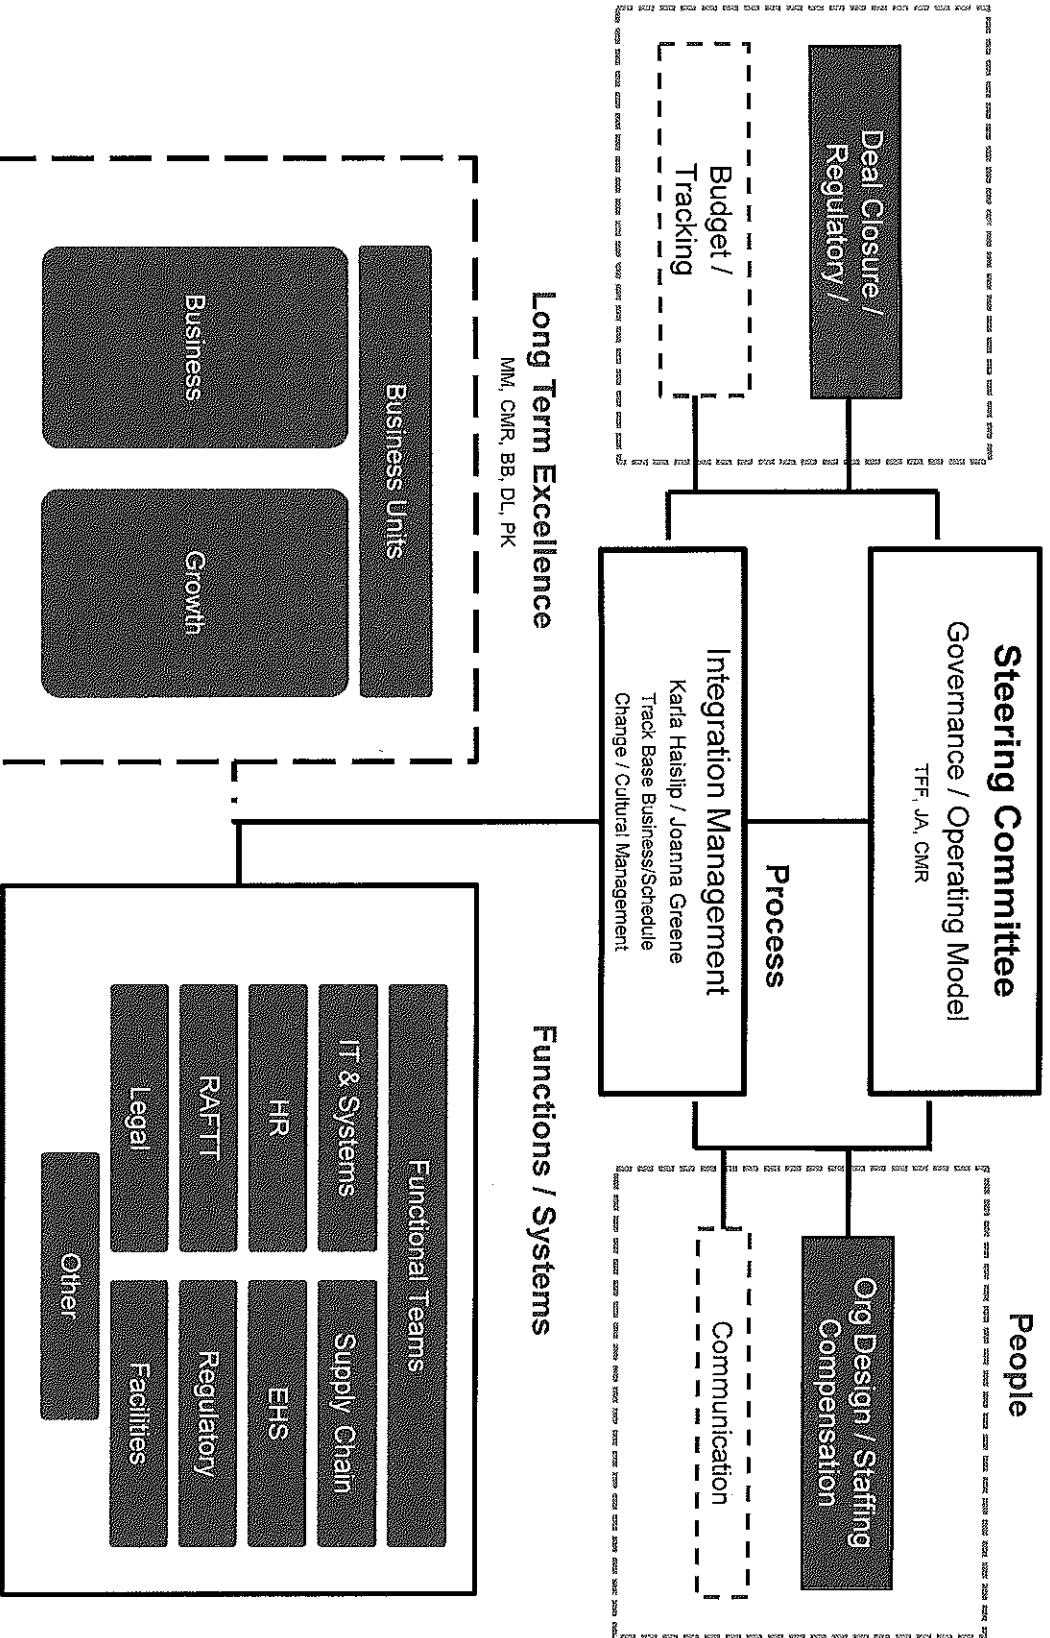 People
Steering Committee
Governance / Operating Model
TFF, JA, CMR
Deal Closure /
Regulatory /
Org Design / Staffing
Compensation
Process
Budget /
Tracking
Integration Management
Karla Haislip / Joanna Greene
Track Base Business/Schedule
Change / Cultural Management
Communication
Long Term Excellence
MM, CMR, BB, DL, PK
Business Units
Business
Growth
Functions / Systems
Functional Teams
IT & Systems
Supply Chain
HR
EHS
RAFTT
Regulatory
Legal
Facilities
Other